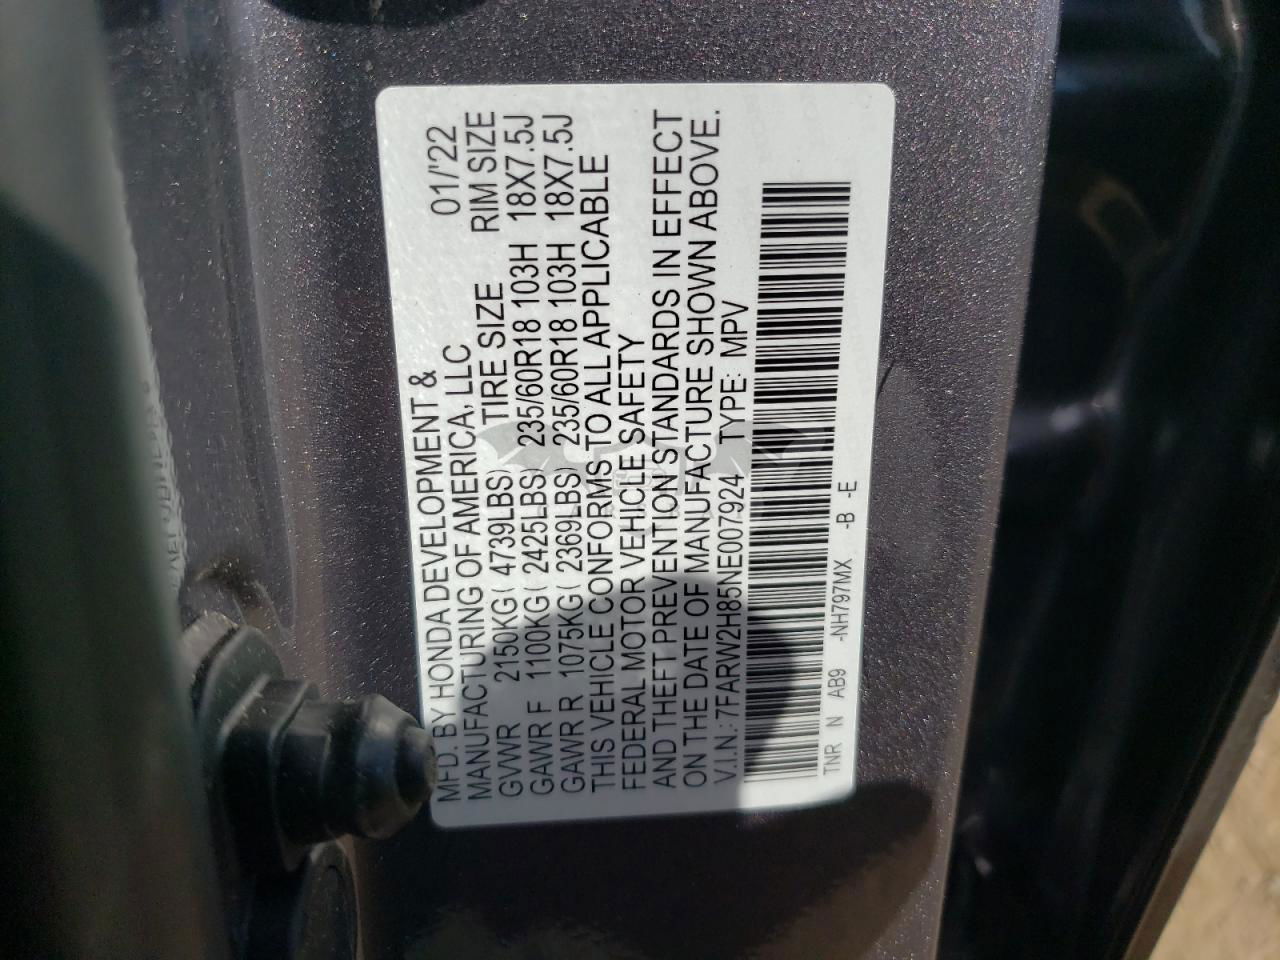 MFD. BY HONDA DEVELOPMENT & 01/'22
MANUFACTURING OF AMERICA, LLC
GVWR 2150KG( 4739LBS) TIRE SIZE RIM SIZE
GAWR F 1100KG( 2425LBS) 235/60R18 103H 18X7.5J
GAWR R 1075KG( 2369LBS) 235/60R18 103H 18X7.5J
THIS VEHICLE CONFORMS TO ALL APPLICABLE
FEDERAL MOTOR VEHICLE SAFETY
AND THEFT PREVENTION STANDARDS IN EFFECT
ON THE DATE OF MANUFACTURE SHOWN ABOVE.
V.I.N.: 7FARW2H85NE007924 TYPE: MPV
TNR N AB9 -NH797MX -B -E